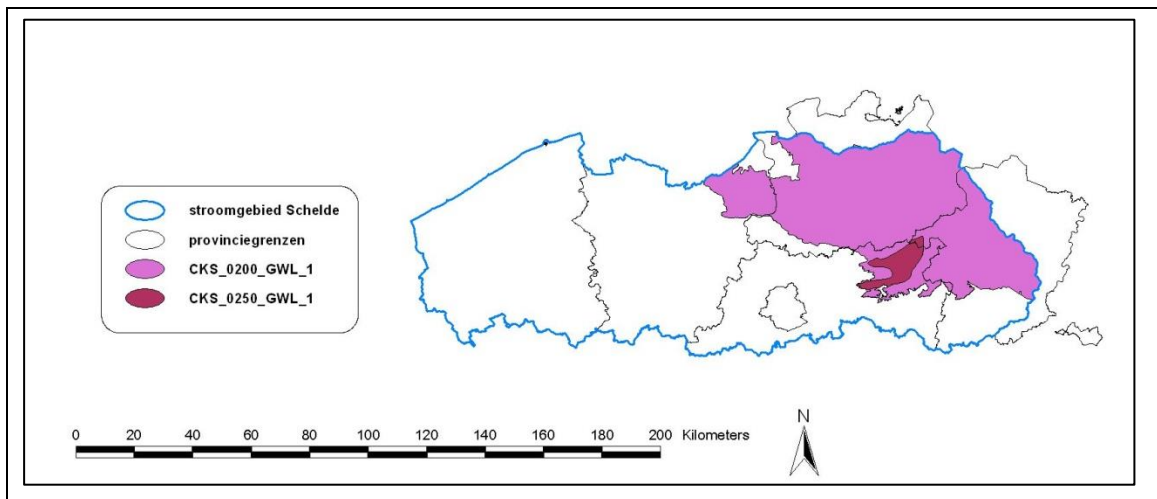 stroomgebied Schelde
provinciegrenzen
CKS_0200_GWL_1
CKS_0250_GWL_1
N
0 20 40 60 80 100 120 140 160 180 200 Kilometers